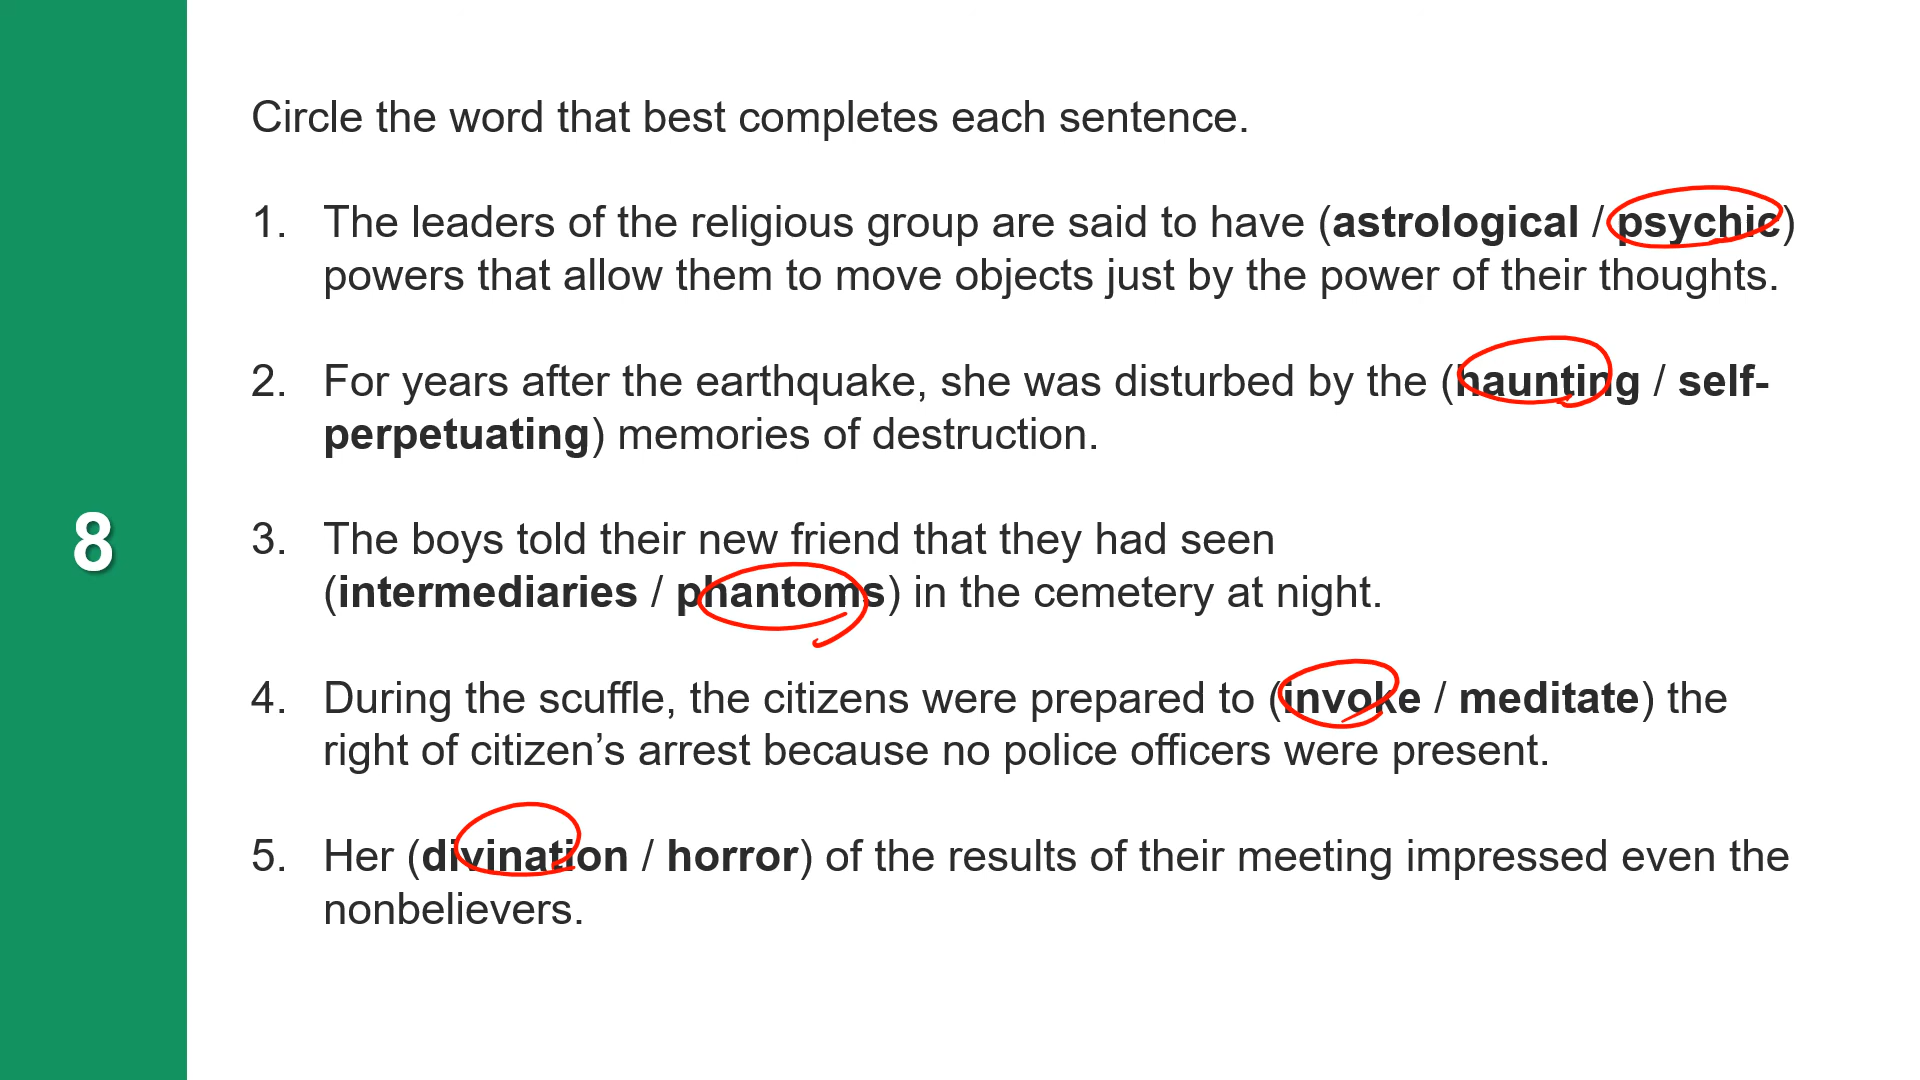 Circle the word that best completes each sentence.
1. The leaders of the religious group are said to have (astrological / psychic)
powers that allow them to move objects just by the power of their thoughts.
2. For years after the earthquake, she was disturbed by the (haunting / self-
perpetuating) memories of destruction.
8
3. The boys told their new friend that they had seen
(intermediaries / phantoms) in the cemetery at night.
4. During the scuffle, the citizens were prepared to (invoke / meditate) the
right of citizen’s arrest because no police officers were present.
5. Her (divination / horror) of the results of their meeting impressed even the
nonbelievers.